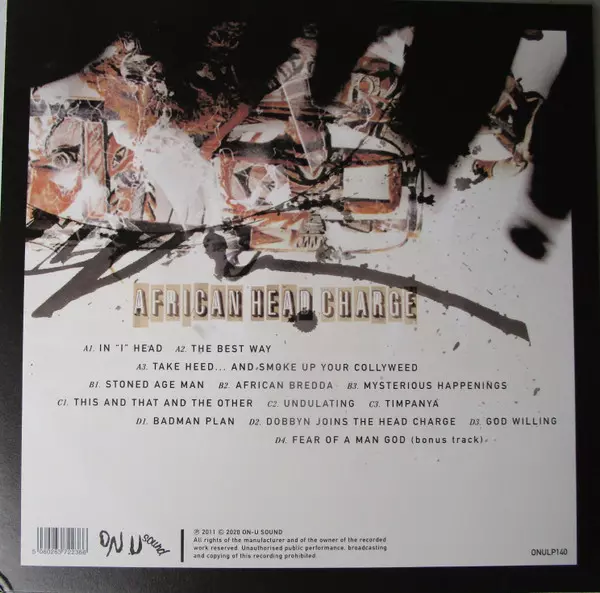 AFRICAN HEAD CHARGE
A1. IN "I" HEAD A2. THE BEST WAY
A3. TAKE HEED... AND SMOKE UP YOUR COLLYWEED
B1. STONED AGE MAN B2. AFRICAN BREDDA B3. MYSTERIOUS HAPPENINGS
C1. THIS AND THAT AND THE OTHER C2. UNDULATING C3. TIMPANYA
D1. BADMAN PLAN D2. DOBBYN JOINS THE HEAD CHARGE D3. GOD WILLING
D4. FEAR OF A MAN GOD (bonus track)
5 060263 722388
ON U sound
℗ 2011 © 2020 ON-U SOUND
All rights of the manufacturer and of the owner of the recorded
work reserved. Unauthorised public performance, broadcasting
and copying of this recording prohibited
ONULP140